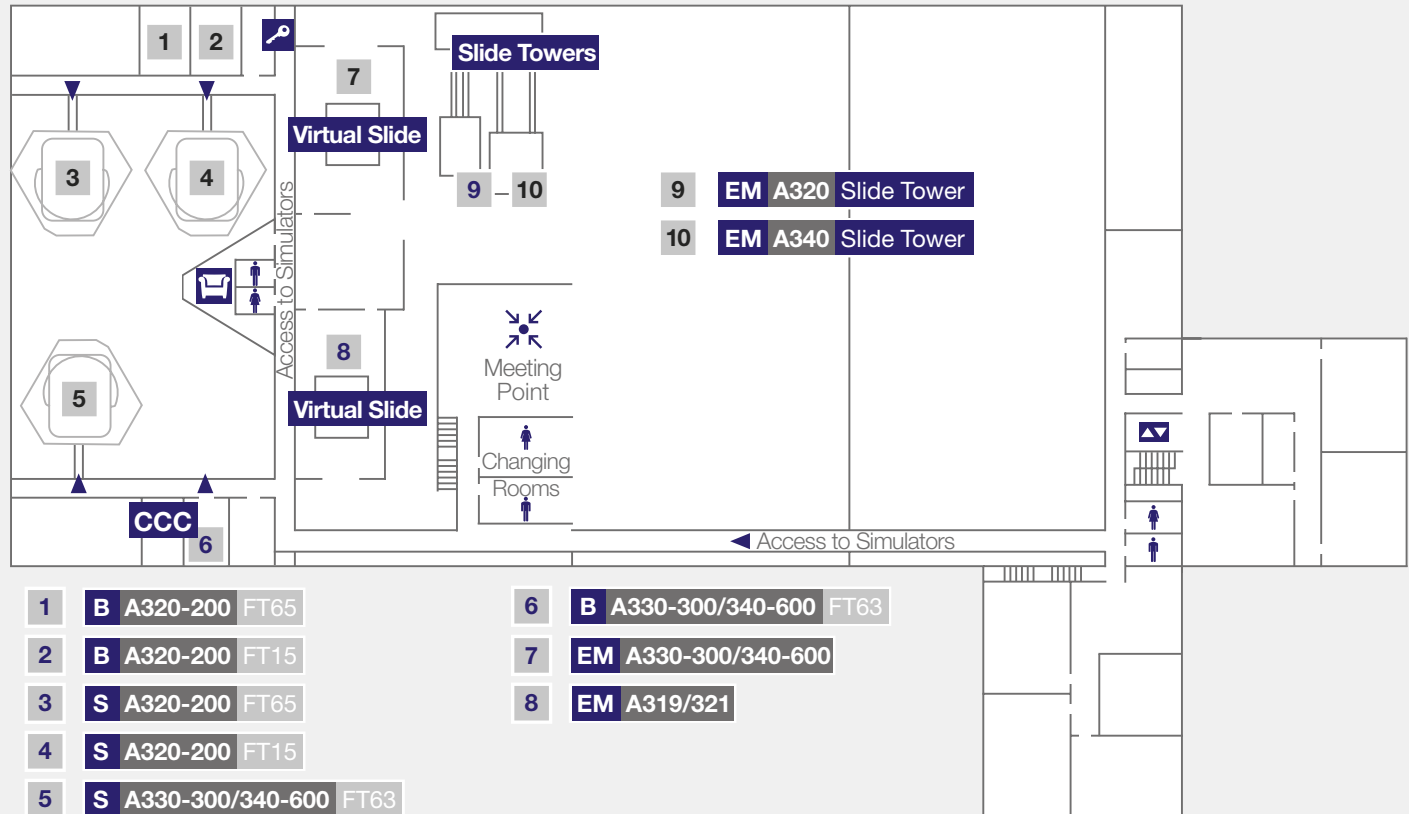 1
2
Slide Towers
7
Virtual Slide
3
4
9 – 10
9 EM A320 Slide Tower
10 EM A340 Slide Tower
Access to Simulators
8
Meeting
Point
5
Virtual Slide
Changing
Rooms
CCC
6
Access to Simulators
1 B A320-200 FT65
2 B A320-200 FT15
3 S A320-200 FT65
4 S A320-200 FT15
5 S A330-300/340-600 FT63
6 B A330-300/340-600 FT63
7 EM A330-300/340-600
8 EM A319/321